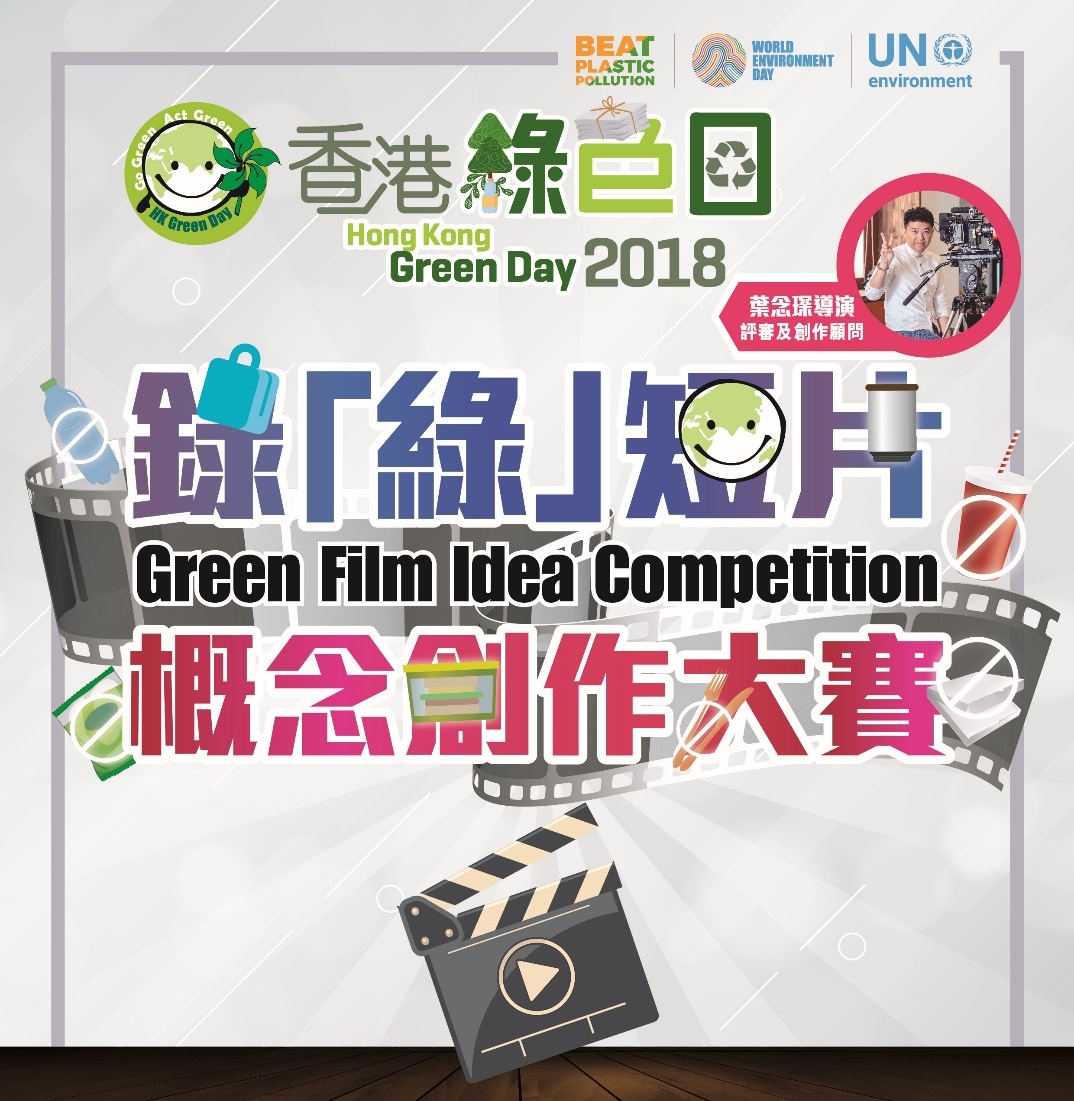 BEAT
PLASTIC
POLLUTION
WORLD
ENVIRONMENT
DAY
UN
environment
Go Green Act Green
HK Green Day
香港綠色日
Hong Kong
Green Day 2018
葉念琛導演
評審及創作顧問
録「綠」短片
Green Film Idea Competition
概念創作大賽